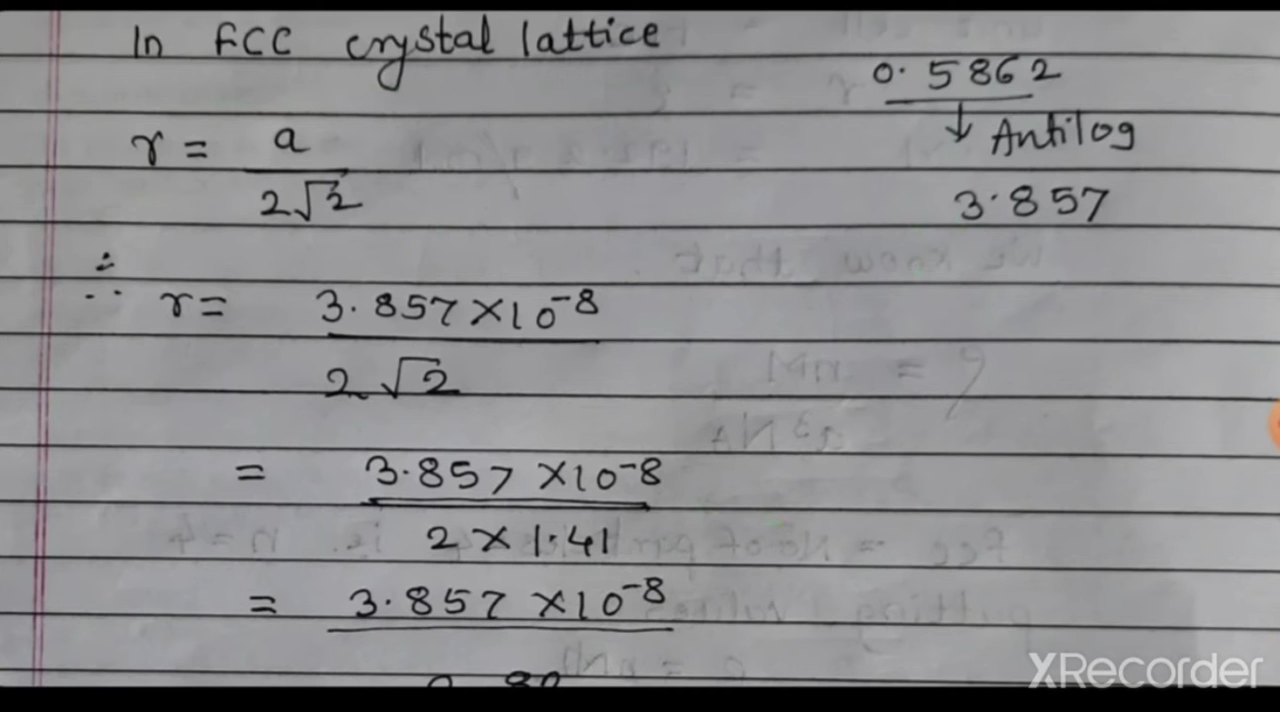 In FCC crystal lattice
0.5862
↓ Antilog
3.857
r = a
2√2
∴ r = 3.857 ×10⁻⁸
2√2
= 3.857 ×10⁻⁸
2 × 1.41
= 3.857 ×10⁻⁸
XRecorder